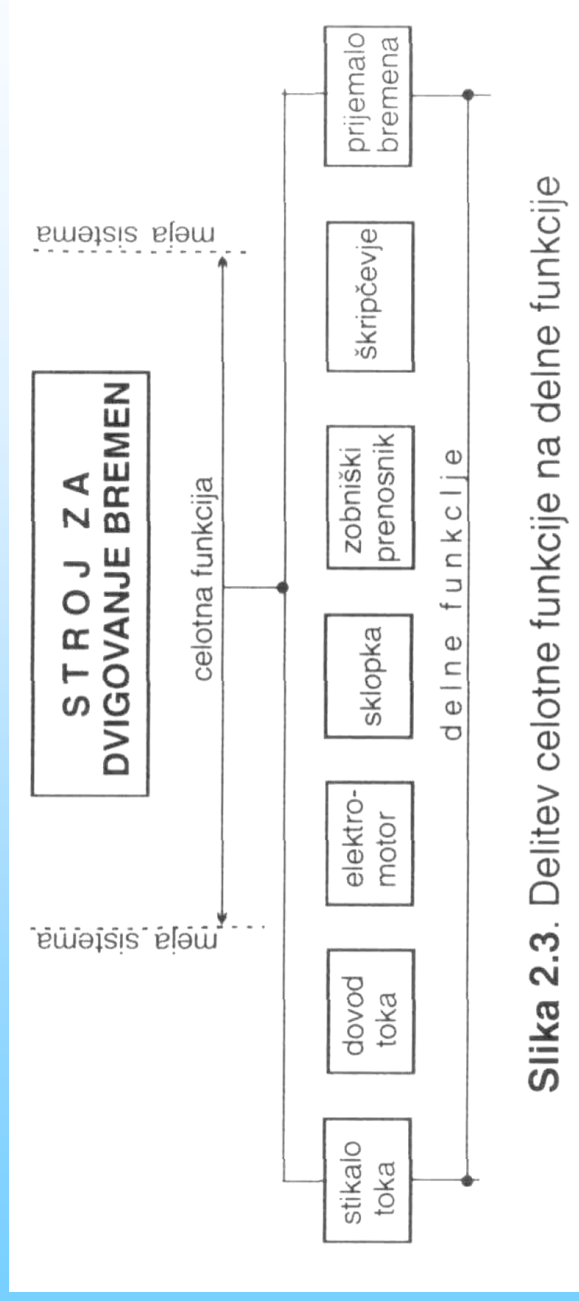 STROJ ZA
DVIGOVANJE BREMEN
meja sistema
celotna funkcija
meja sistema
stikalo
toka
dovod
toka
elektro-
motor
sklopka
zobniški
prenosnik
škripčevje
prijemalo
bremena
delne funkcije
Slika 2.3. Delitev celotne funkcije na delne funkcije